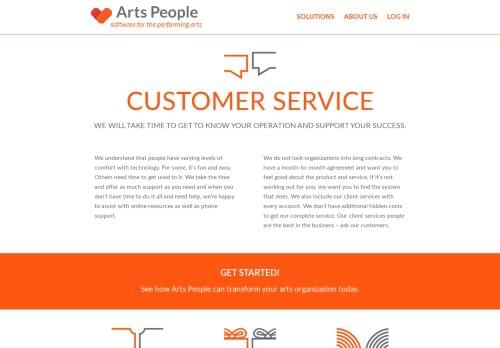 Arts People
software for the performing arts
SOLUTIONS ABOUT US LOG IN
CUSTOMER SERVICE
WE WILL TAKE TIME TO GET TO KNOW YOUR OPERATION AND SUPPORT YOUR SUCCESS.
We understand that people have varying levels of
comfort with technology. For some, it's fun and easy.
Others need time to get used to it. We take the time
and offer as much support as you need and when you
don't have time to do it all and need help, we're happy
to assist with online resources as well as phone
support.
We do not lock organizations into long contracts. We
have a month-to-month agreement and want you to
feel good about the product and service. If it's not
working out for you, we want you to find the system
that does. We also include our client services with
every account. We don't have additional hidden costs
to get our complete service. Our client services people
are the best in the business – ask our customers.
GET STARTED!
See how Arts People can transform your arts organization today.